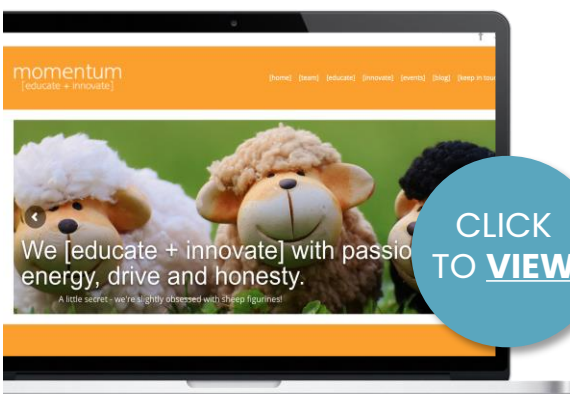 momentum
[educate + innovate]
[home] [team] [educate] [innovate] [events] [blog] [keep in touc
We [educate + innovate] with passio
energy, drive and honesty.
A little secret - we're slightly obsessed with sheep figurines!
CLICK
TO VIEW